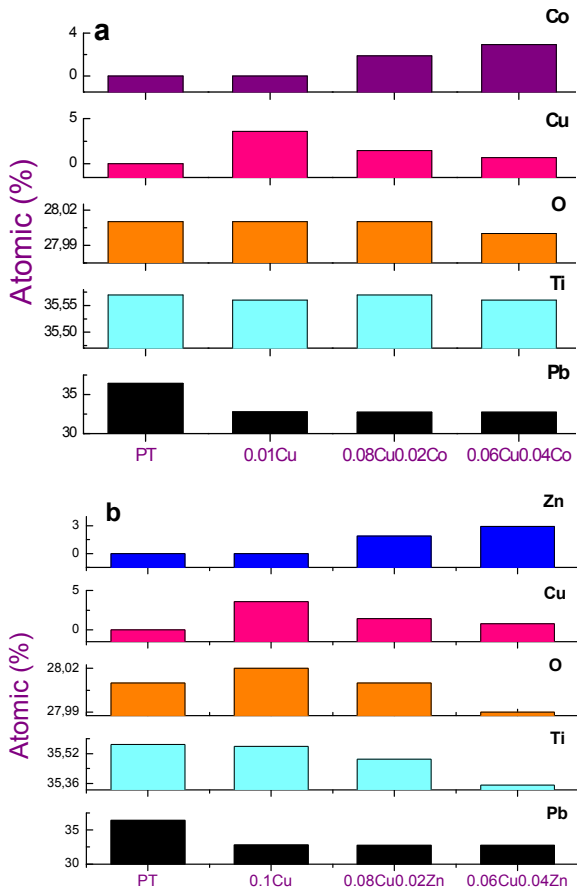 a
Co
4
0
Cu
5
0
O
28,02
27,99
Ti
35,55
35,50
Pb
35
30
Atomic (%)
PT 0.01Cu 0.08Cu0.02Co 0.06Cu0.04Co
b
Zn
3
0
Cu
5
0
O
28,02
27,99
Ti
35,52
35,36
Pb
35
30
Atomic (%)
PT 0.1Cu 0.08Cu0.02Zn 0.06Cu0.04Zn